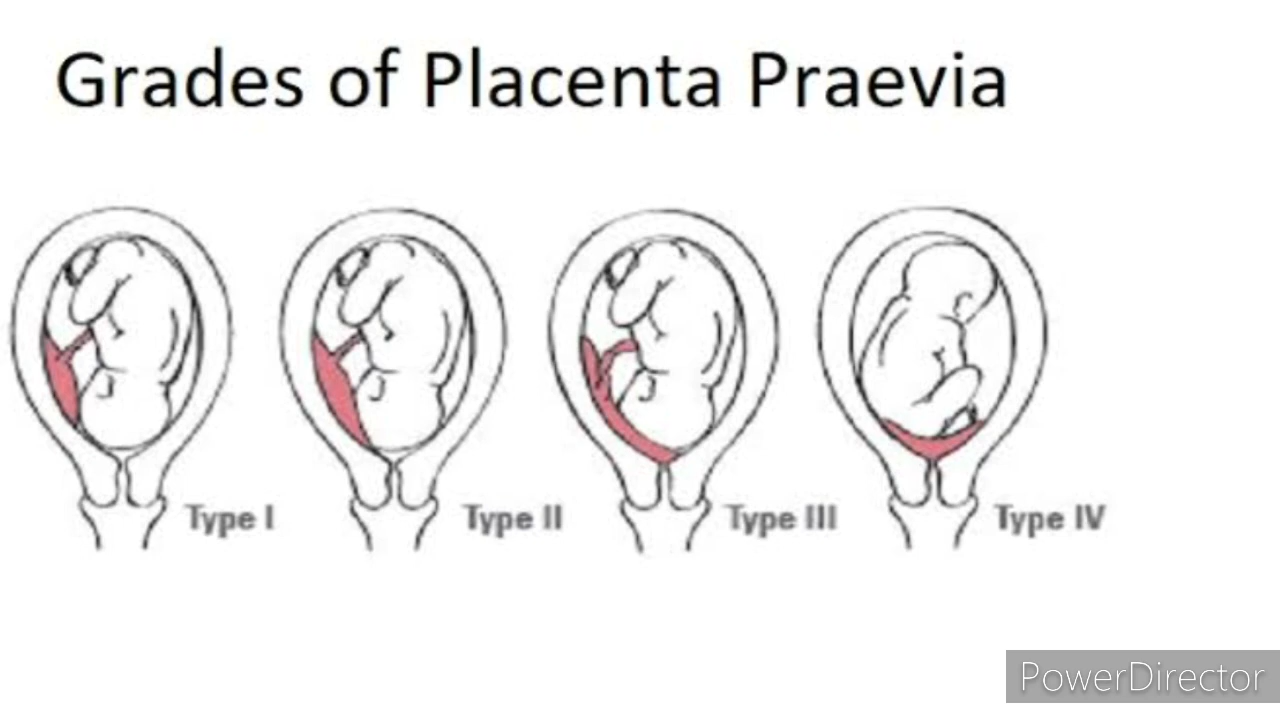 Grades of Placenta Praevia
Type I
Type II
Type III
Type IV
PowerDirector